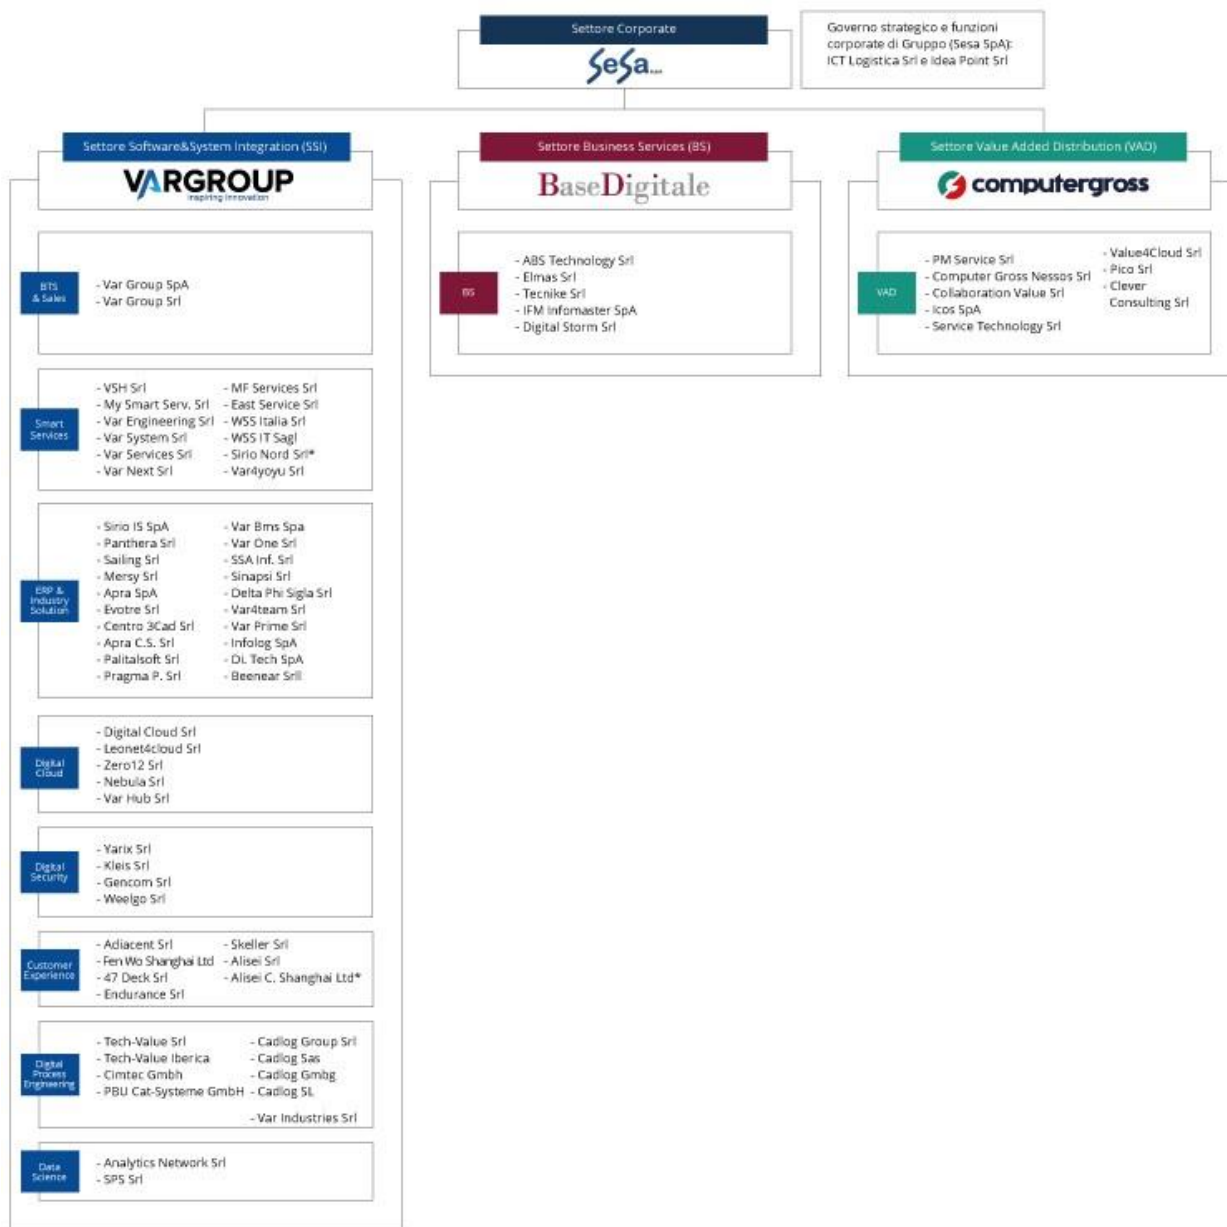 Settore Corporate
SeSa
Governo strategico e funzioni
corporate di Gruppo (Sesa SpA):
ICT Logistica Srl e Idea Point Srl
Settore Software&System Integration (SSI)
VARGROUP
Inspiring Innovation
Settore Business Services (BS)
BaseDigitale
Settore Value Added Distribution (VAD)
computergross
BTS
& Sales
- Var Group SpA
- Var Group Srl
BS
- ABS Technology Srl
- Elmas Srl
- Tecnike Srl
- IFM Infomaster SpA
- Digital Storm Srl
VAD
- PM Service Srl
- Computer Gross Nessos Srl
- Collaboration Value Srl
- Icos SpA
- Service Technology Srl
- Value4Cloud Srl
- Pico Srl
- Clever
Consulting Srl
Smart
Services
- VSH Srl
- My Smart Serv. Srl
- Var Engineering Srl
- Var System Srl
- Var Services Srl
- Var Next Srl
- MF Services Srl
- East Service Srl
- WSS Italia Srl
- WSS IT Sagl
- Sirio Nord Srl*
- Var4yoyu Srl
ERP &
Industry
Solution
- Sirio IS SpA
- Panthera Srl
- Sailing Srl
- Mersy Srl
- Apra SpA
- Evotre Srl
- Centro 3Cad Srl
- Apra C.S. Srl
- Palitalsoft Srl
- Pragma P. Srl
- Var Bms Spa
- Var One Srl
- SSA Inf. Srl
- Sinapsi Srl
- Delta Phi Sigla Srl
- Var4team Srl
- Var Prime Srl
- Infolog SpA
- Di. Tech SpA
- Beenear Srll
Digital
Cloud
- Digital Cloud Srl
- Leonet4cloud Srl
- Zero12 Srl
- Nebula Srl
- Var Hub Srl
Digital
Security
- Yarix Srl
- Kleis Srl
- Gencom Srl
- Weelgo Srl
Customer
Experience
- Adiacent Srl
- Fen Wo Shanghai Ltd
- 47 Deck Srl
- Endurance Srl
- Skeller Srl
- Alisei Srl
- Alisei C. Shanghai Ltd*
Digital
Process
Engineering
- Tech-Value Srl
- Tech-Value Iberica
- Cimtec Gmbh
- PBU Cat-Systeme GmbH
- Cadlog Group Srl
- Cadlog Sas
- Cadlog Gmbg
- Cadlog SL
- Var Industries Srl
Data
Science
- Analytics Network Srl
- SPS Srl